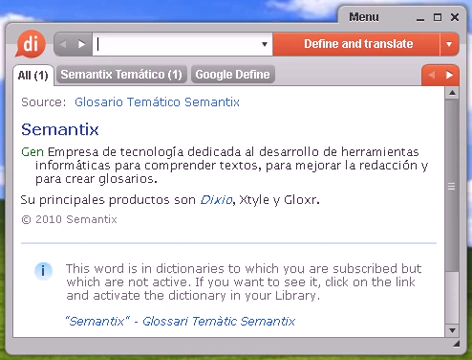 Menu
di
Define and translate
All (1)
Semantix Temático (1)
Google Define
Source: Glosario Temático Semantix
Semantix
Gen Empresa de tecnología dedicada al desarrollo de herramientas
informáticas para comprender textos, para mejorar la redacción y
para crear glosarios.
Su principales productos son Dixio, Xtyle y Gloxr.
© 2010 Semantix
i
This word is in dictionaries to which you are subscribed but
which are not active. If you want to see it, click on the link
and activate the dictionary in your Library.
"Semantix" - Glossari Temàtic Semantix